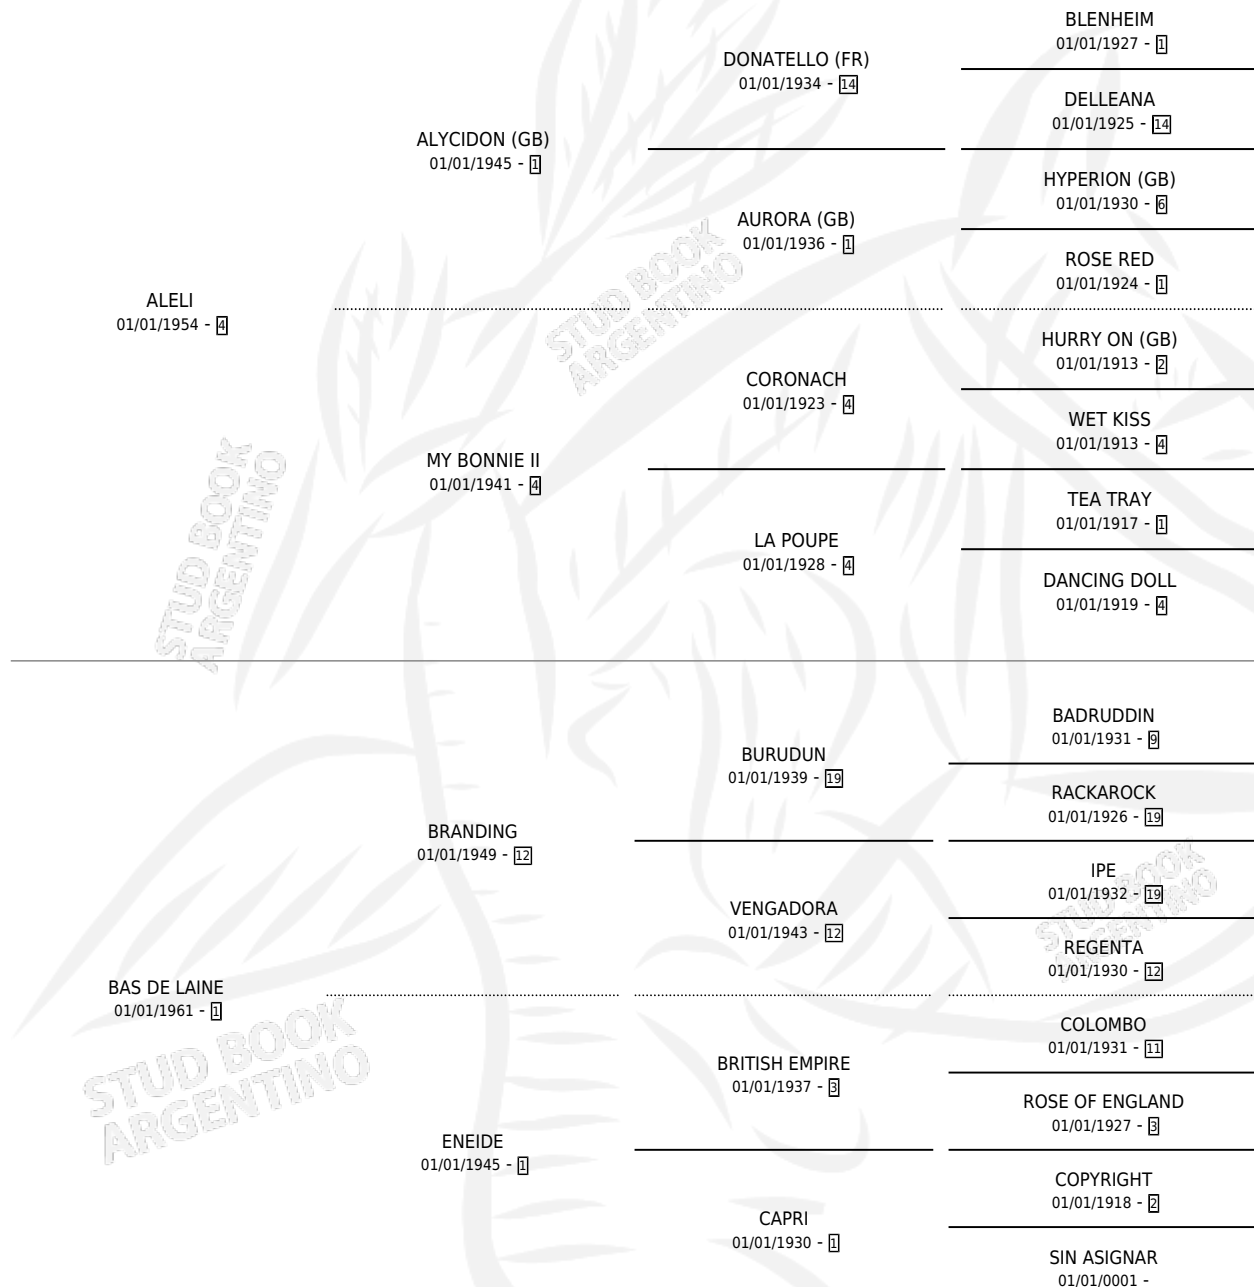 BLENHEIM
01/01/1927 - 1
DONATELLO (FR)
01/01/1934 - 14
DELLEANA
01/01/1925 - 14
ALYCIDON (GB)
01/01/1945 - 1
HYPERION (GB)
01/01/1930 - 6
AURORA (GB)
01/01/1936 - 1
ROSE RED
01/01/1924 - 1
ALELI
01/01/1954 - 4
HURRY ON (GB)
01/01/1913 - 2
CORONACH
01/01/1923 - 4
WET KISS
01/01/1913 - 4
MY BONNIE II
01/01/1941 - 4
TEA TRAY
01/01/1917 - 1
LA POUPE
01/01/1928 - 4
DANCING DOLL
01/01/1919 - 4
BADRUDDIN
01/01/1931 - 9
BURUDUN
01/01/1939 - 19
RACKAROCK
01/01/1926 - 19
BRANDING
01/01/1949 - 12
IPE
01/01/1932 - 19
VENGADORA
01/01/1943 - 12
REGENTA
01/01/1930 - 12
BAS DE LAINE
01/01/1961 - 1
COLOMBO
01/01/1931 - 11
BRITISH EMPIRE
01/01/1937 - 3
ROSE OF ENGLAND
01/01/1927 - 3
ENEIDE
01/01/1945 - 1
COPYRIGHT
01/01/1918 - 2
CAPRI
01/01/1930 - 1
SIN ASIGNAR
01/01/0001 -
STUD BOOK
ARGENTINO
STUD BOOK
ARGENTINO
STUD BOOK
ARGENTINO
STUD BOOK
ARGENTINO